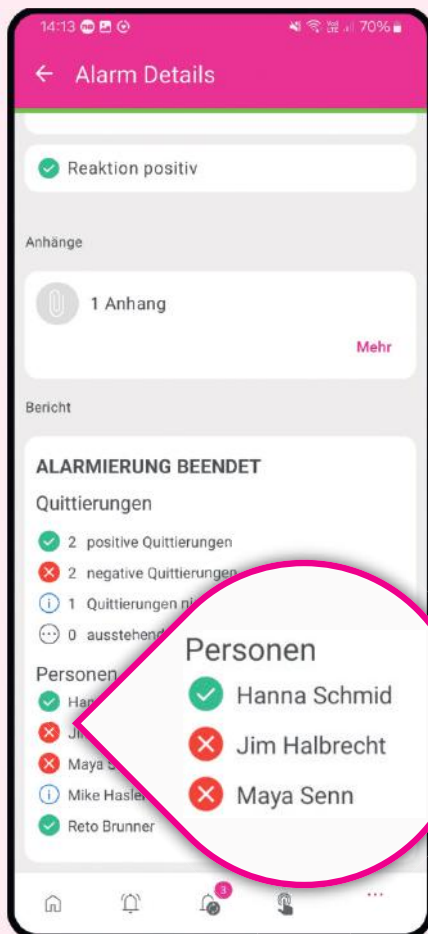 14:13 70%
Alarm Details
Reaktion positiv
Anhänge
1 Anhang
Mehr
Bericht
ALARMIERUNG BEENDET
Quittierungen
2 positive Quittierungen
2 negative Quittierungen
1 Quittierungen
0
Personen
Mike Hasler
Reto Brunner
3
Personen
Hanna Schmid
Jim Halbrecht
Maya Senn